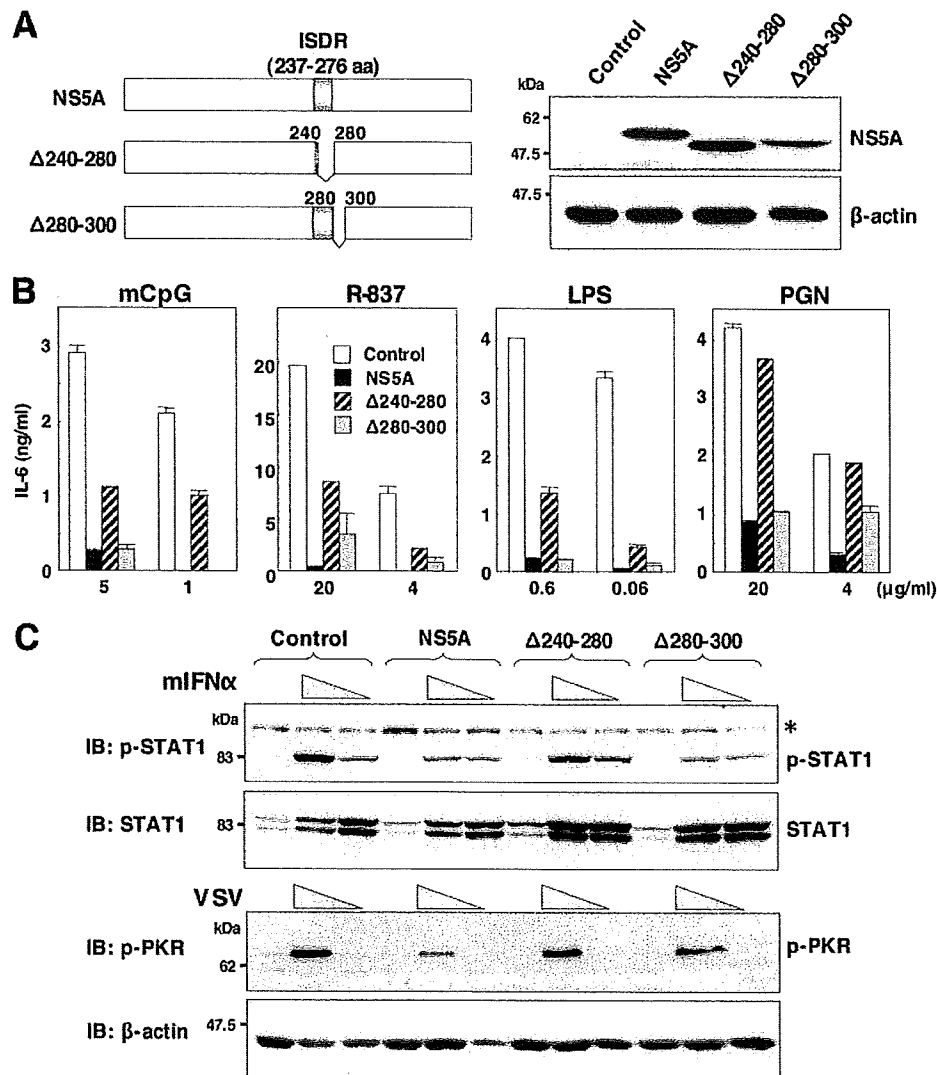 A
ISDR
(237-276 aa)
NS5A
240 280
Δ240-280
280 300
Δ280-300
Control NS5A Δ240-280 Δ280-300
kDa
62
47.5
NS5A
47.5
β-actin
B
mCpG R-837 LPS PGN
IL-6 (ng/ml)
3
2
1
0
5 1
20
15
10
5
0
20 4
Control
NS5A
Δ240-280
Δ280-300
4
3
2
1
0
0.6 0.06
4
3
2
1
0
20 4 (μg/ml)
C
Control NS5A Δ240-280 Δ280-300
mIFNα
kDa
*
IB: p-STAT1 83 p-STAT1
IB: STAT1 83 STAT1
VSV
kDa
IB: p-PKR 62 p-PKR
47.5
IB: β-actin